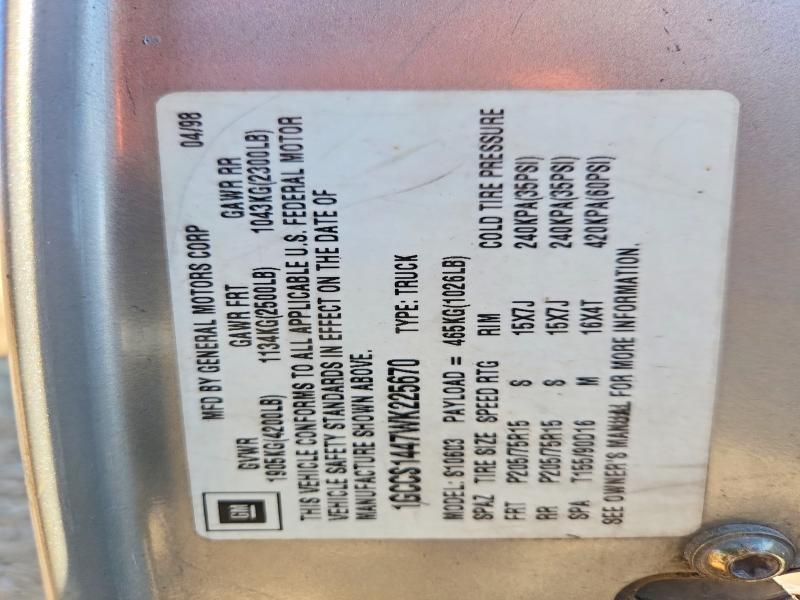 MFD BY GENERAL MOTORS CORP 04/98
GVWR GAWR FRT GAWR RR
1905KG(4200LB) 1134KG(2500LB) 1043KG(2300LB)
GM
THIS VEHICLE CONFORMS TO ALL APPLICABLE U.S. FEDERAL MOTOR
VEHICLE SAFETY STANDARDS IN EFFECT ON THE DATE OF
MANUFACTURE SHOWN ABOVE.
1GCCS1447WK225670 TYPE: TRUCK
MODEL: S10603 PAYLOAD = 465KG(1026LB)
SPAZ TIRE SIZE SPEED RTG RIM COLD TIRE PRESSURE
FRT P205/75R15 S 15X7J 240KPA(35PSI)
RR P205/75R15 S 15X7J 240KPA(35PSI)
SPA T155/90D16 M 16X4T 420KPA(60PSI)
SEE OWNER'S MANUAL FOR MORE INFORMATION.